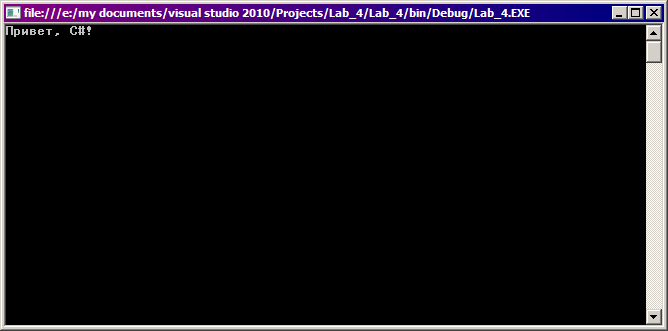 file:///e:/my documents/visual studio 2010/Projects/Lab_4/Lab_4/bin/Debug/Lab_4.EXE
Привет, C#!